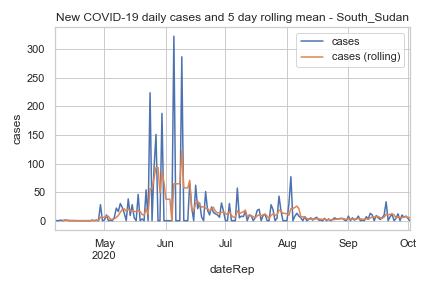 New COVID-19 daily cases and 5 day rolling mean - South_Sudan
cases
cases (rolling)
300
250
200
150
100
50
0
cases
May Jun Jul Aug Sep Oct
2020
dateRep